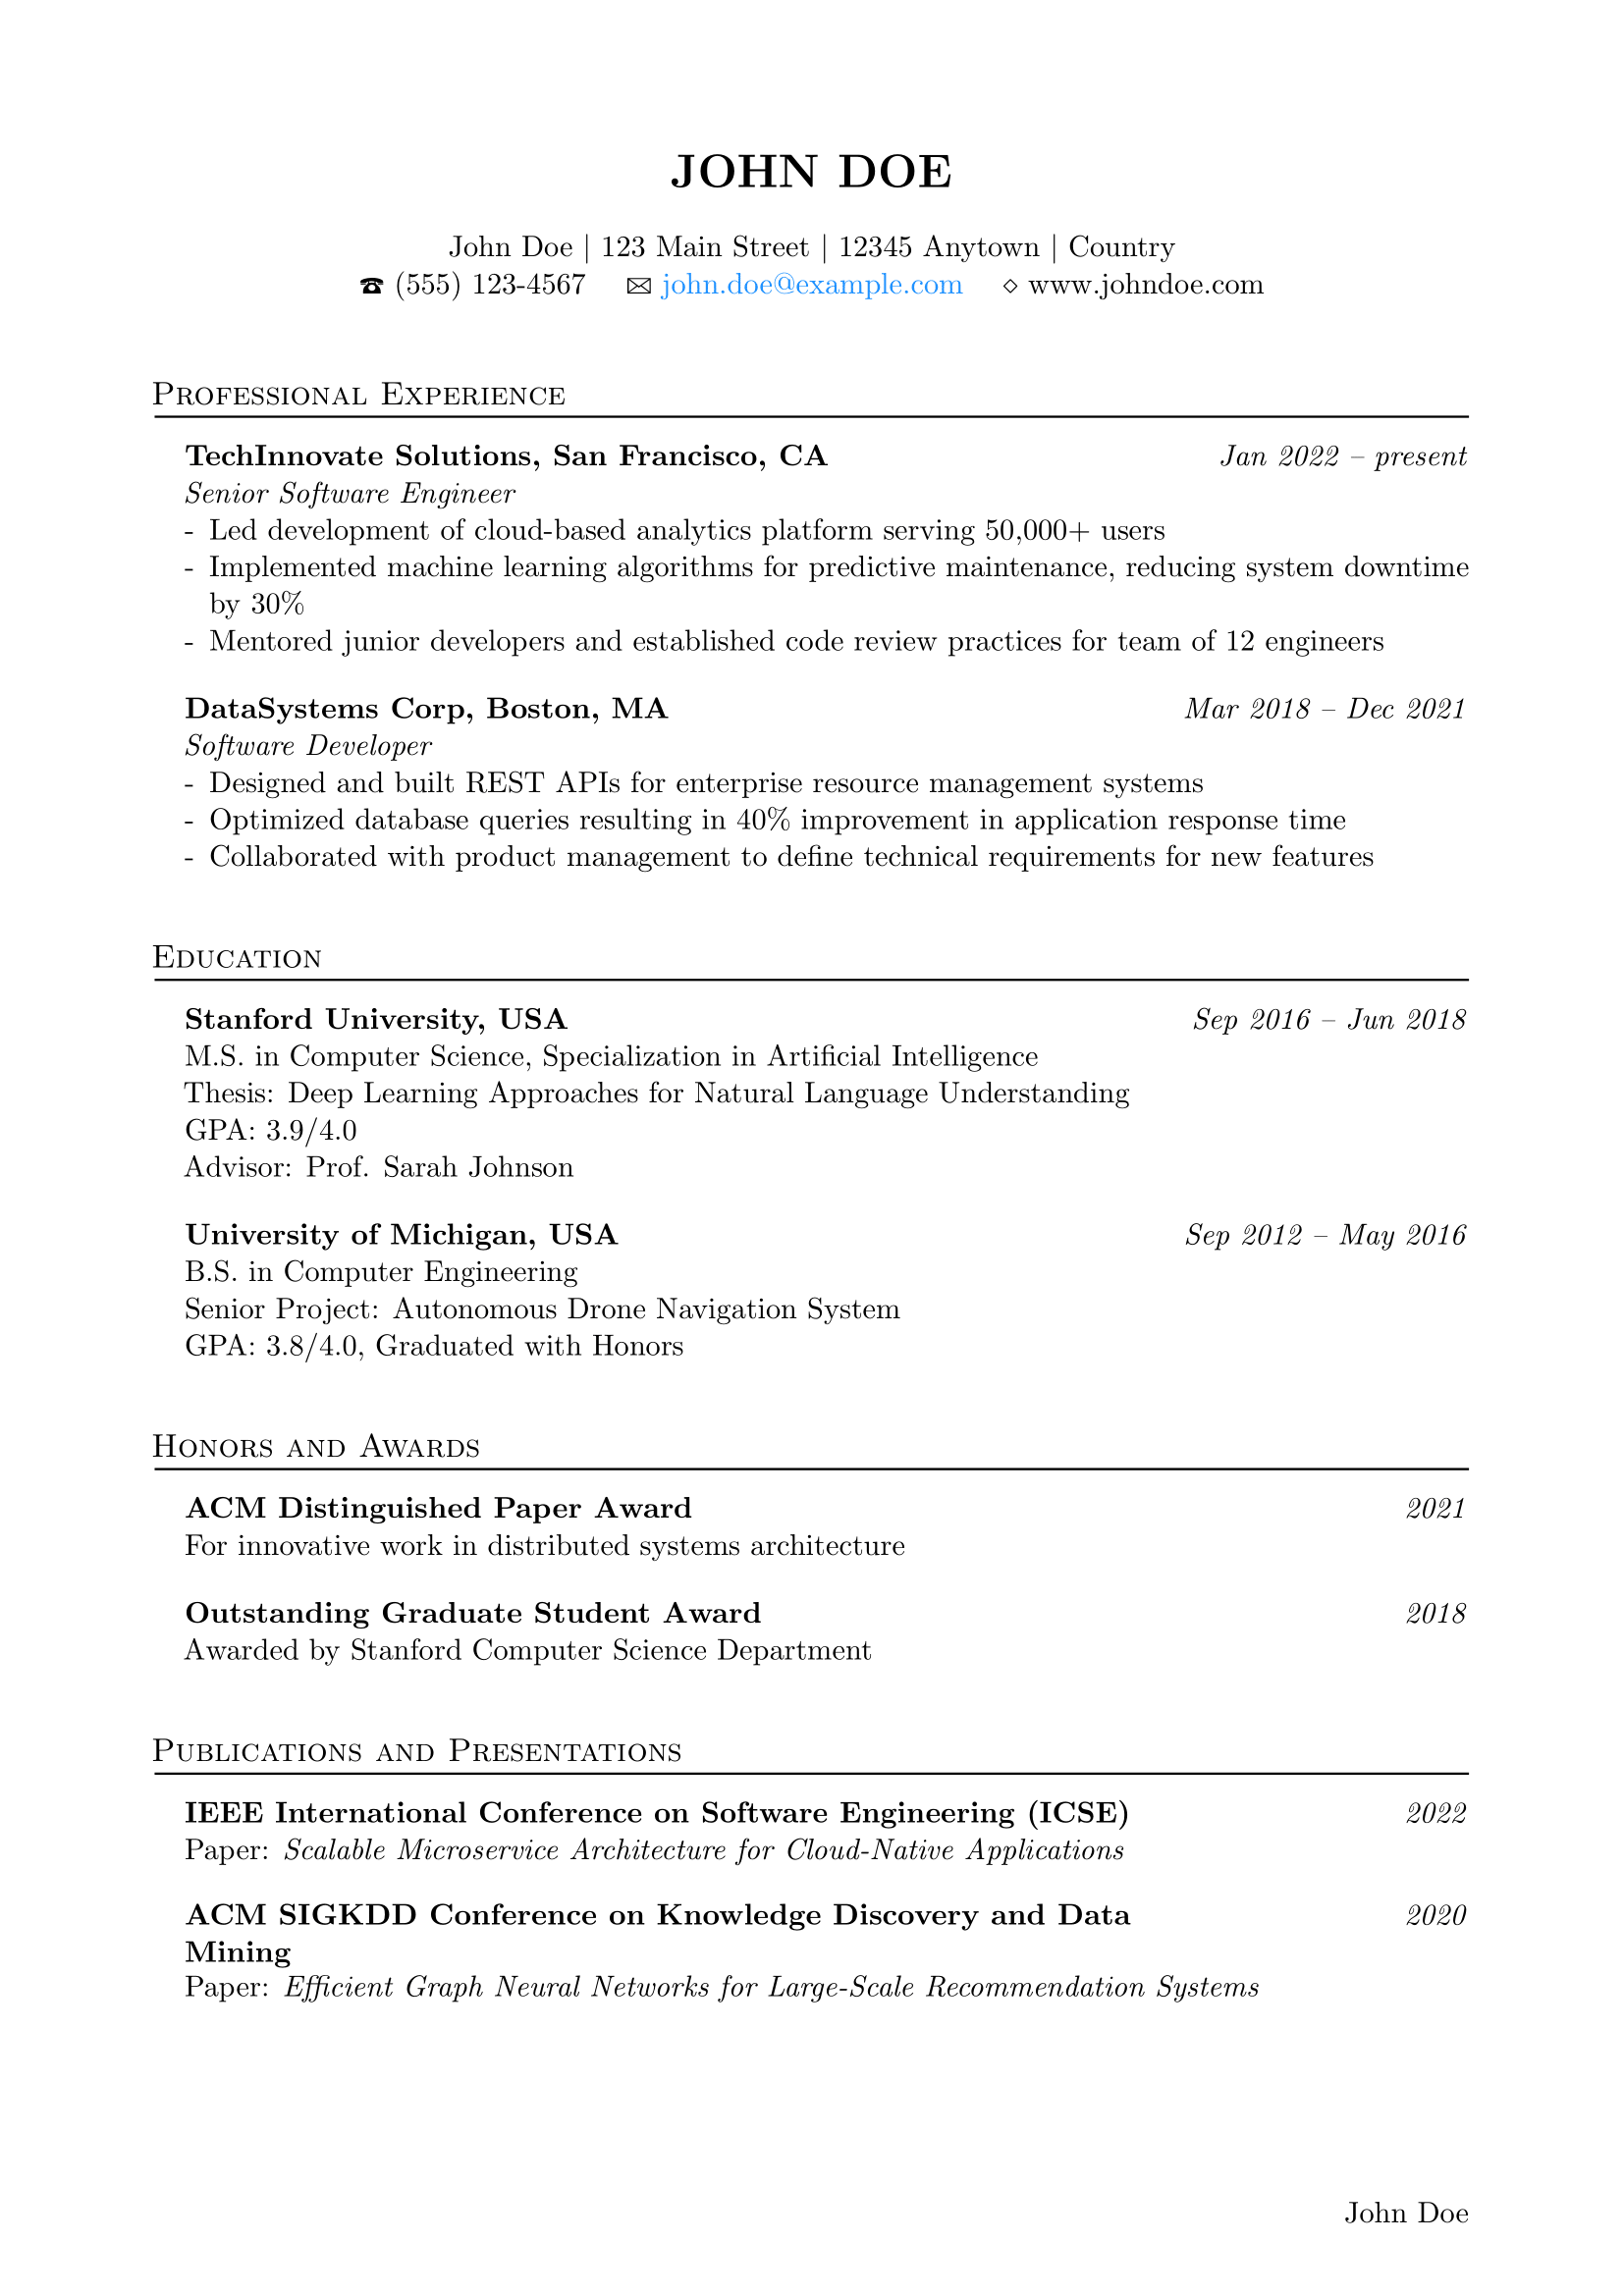 JOHN DOE
John Doe | 123 Main Street | 12345 Anytown | Country
☎ (555) 123-4567 ✉ john.doe@example.com ⋄ www.johndoe.com
Professional Experience
TechInnovate Solutions, San Francisco, CA Jan 2022 – present
Senior Software Engineer
- Led development of cloud-based analytics platform serving 50,000+ users
- Implemented machine learning algorithms for predictive maintenance, reducing system downtime
by 30%
- Mentored junior developers and established code review practices for team of 12 engineers
DataSystems Corp, Boston, MA Mar 2018 – Dec 2021
Software Developer
- Designed and built REST APIs for enterprise resource management systems
- Optimized database queries resulting in 40% improvement in application response time
- Collaborated with product management to define technical requirements for new features
Education
Stanford University, USA Sep 2016 – Jun 2018
M.S. in Computer Science, Specialization in Artificial Intelligence
Thesis: Deep Learning Approaches for Natural Language Understanding
GPA: 3.9/4.0
Advisor: Prof. Sarah Johnson
University of Michigan, USA Sep 2012 – May 2016
B.S. in Computer Engineering
Senior Project: Autonomous Drone Navigation System
GPA: 3.8/4.0, Graduated with Honors
Honors and Awards
ACM Distinguished Paper Award 2021
For innovative work in distributed systems architecture
Outstanding Graduate Student Award 2018
Awarded by Stanford Computer Science Department
Publications and Presentations
IEEE International Conference on Software Engineering (ICSE) 2022
Paper: Scalable Microservice Architecture for Cloud-Native Applications
ACM SIGKDD Conference on Knowledge Discovery and Data 2020
Mining
Paper: Efficient Graph Neural Networks for Large-Scale Recommendation Systems
John Doe